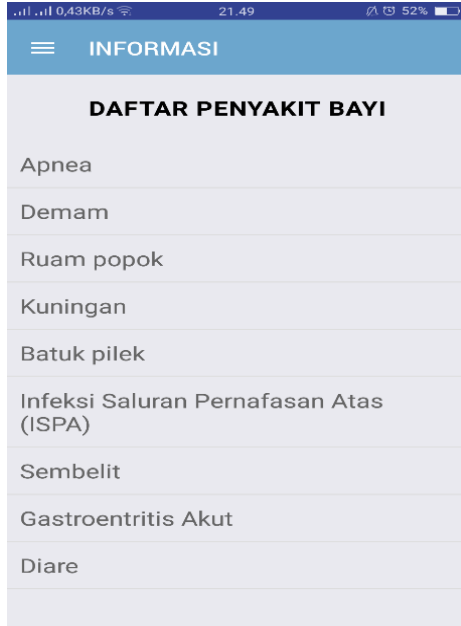 0,43KB/s 21.49 52%
INFORMASI
DAFTAR PENYAKIT BAYI
Apnea
Demam
Ruam popok
Kuningan
Batuk pilek
Infeksi Saluran Pernafasan Atas
(ISPA)
Sembelit
Gastroentritis Akut
Diare